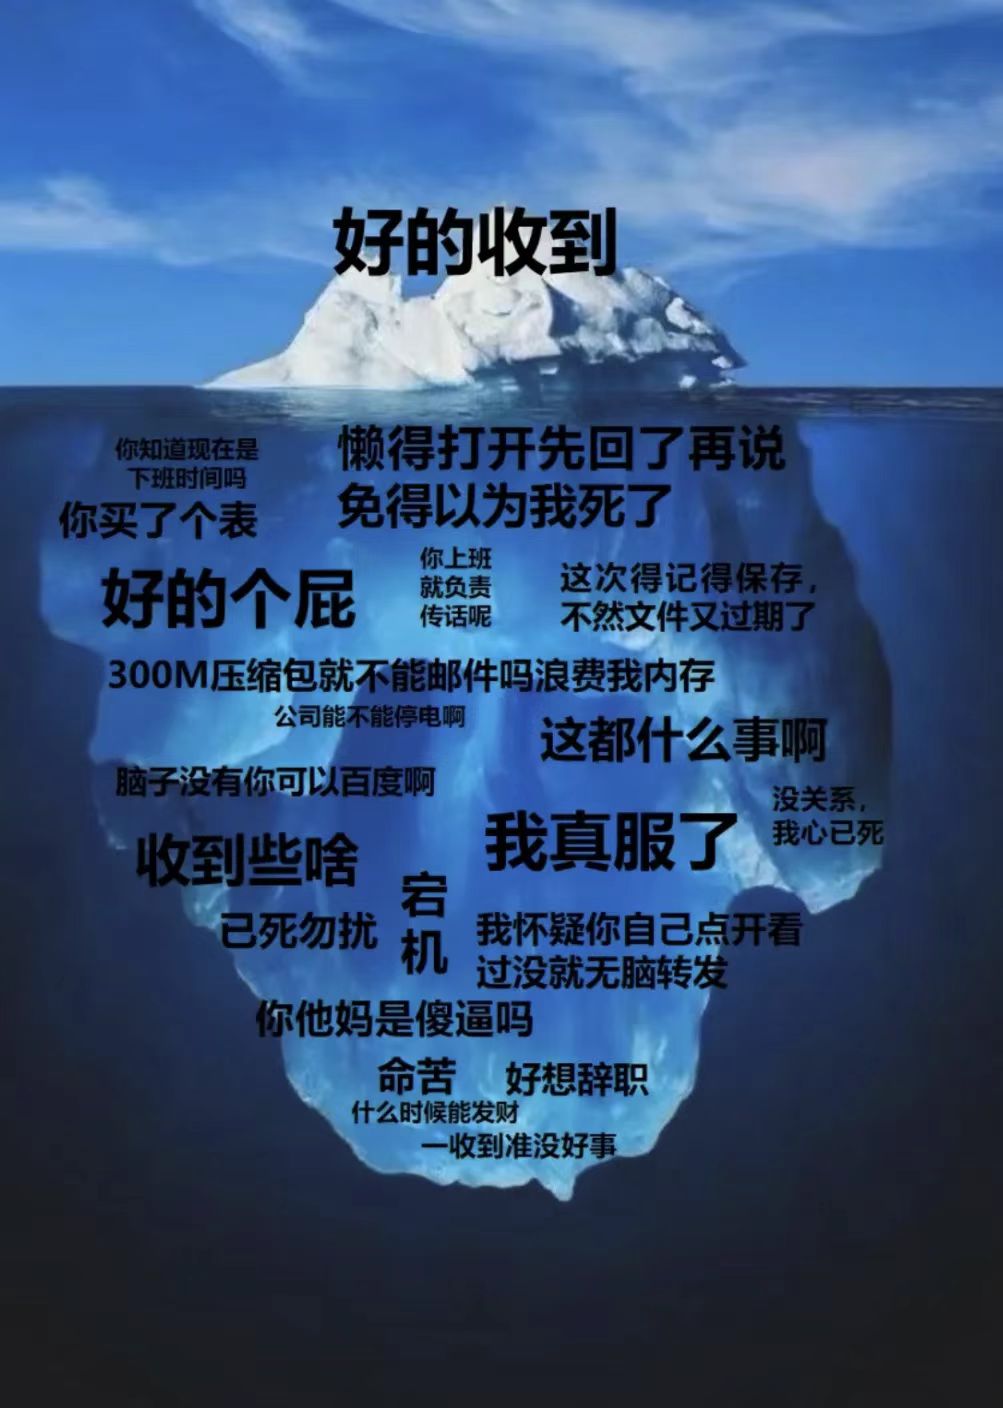 好的收到
你知道现在是
下班时间吗
懒得打开先回了再说
免得以为我死了
你买了个表
好的个屁
你上班
就负责
传话呢
这次得记得保存，
不然文件又过期了
300M压缩包就不能邮件吗浪费我内存
公司能不能停电啊
这都什么事啊
脑子没有你可以百度啊
没关系，
我心已死
我真服了
收到些啥
宕
机
已死勿扰
我怀疑你自己点开看
过没就无脑转发
你他妈是傻逼吗
命苦
好想辞职
什么时候能发财
一收到准没好事